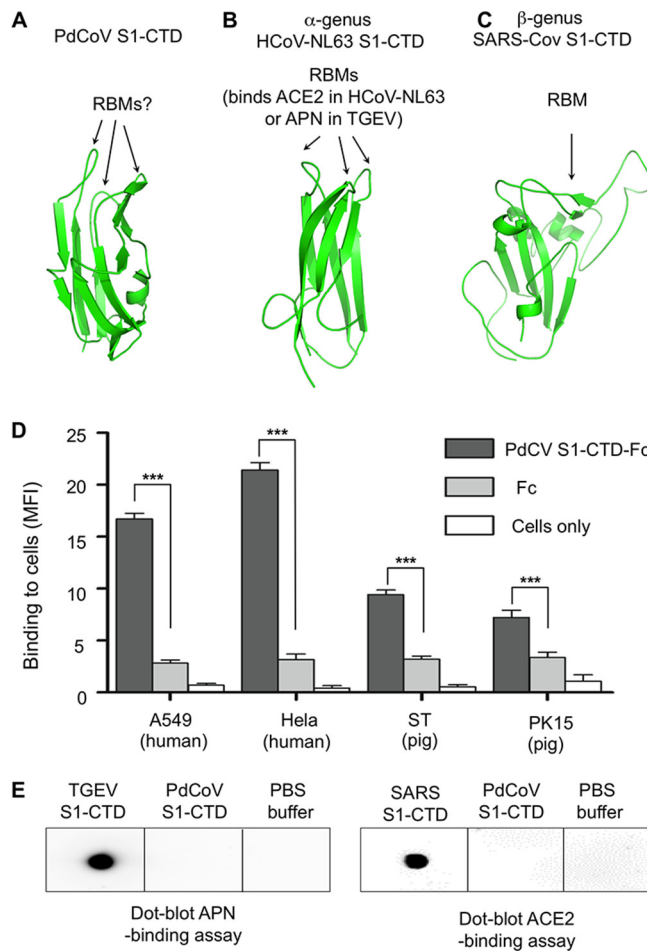 A
PdCoV S1-CTD
RBMs?
B
α-genus
HCoV-NL63 S1-CTD
RBMs
(binds ACE2 in HCoV-NL63
or APN in TGEV)
C
β-genus
SARS-Cov S1-CTD
RBM
D
Binding to cells (MFI)
25
20
15
10
5
0
***
***
***
***
PdCV S1-CTD-Fc
Fc
Cells only
A549
(human)
Hela
(human)
ST
(pig)
PK15
(pig)
E
TGEV
S1-CTD
PdCoV
S1-CTD
PBS
buffer
Dot-blot APN
-binding assay
SARS
S1-CTD
PdCoV
S1-CTD
PBS
buffer
Dot-blot ACE2
-binding assay